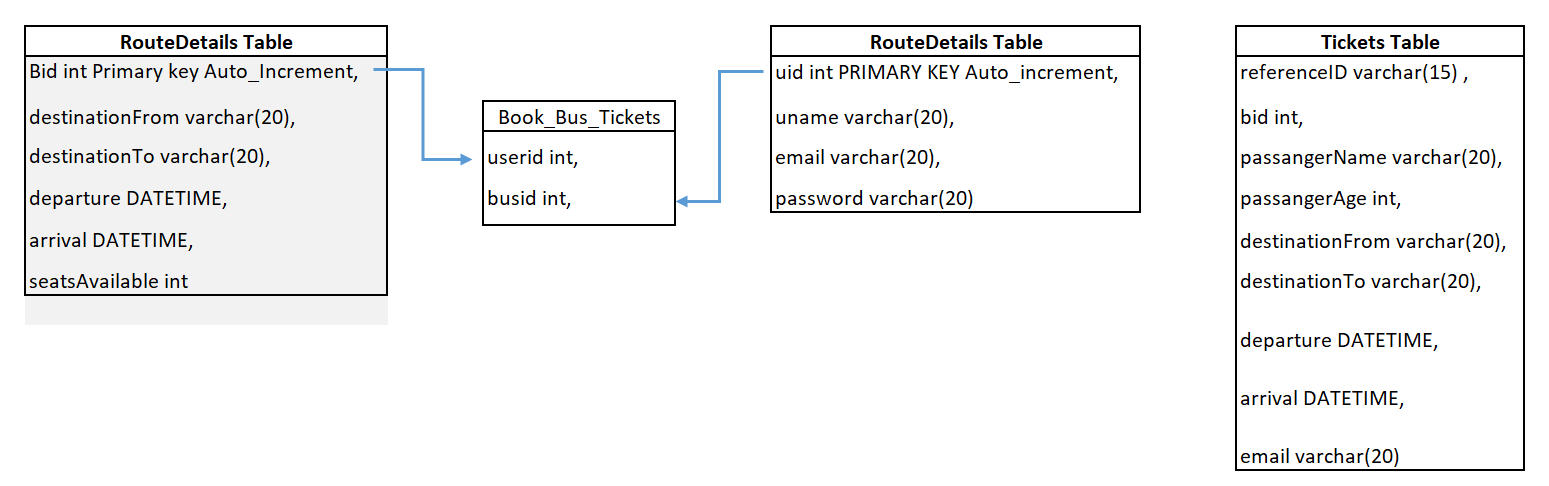 RouteDetails Table
Bid int Primary key Auto_Increment,
destinationFrom varchar(20),
destinationTo varchar(20),
departure DATETIME,
arrival DATETIME,
seatsAvailable int
Book_Bus_Tickets
userid int,
busid int,
RouteDetails Table
uid int PRIMARY KEY Auto_increment,
uname varchar(20),
email varchar(20),
password varchar(20)
Tickets Table
referenceID varchar(15) ,
bid int,
passangerName varchar(20),
passangerAge int,
destinationFrom varchar(20),
destinationTo varchar(20),
departure DATETIME,
arrival DATETIME,
email varchar(20)